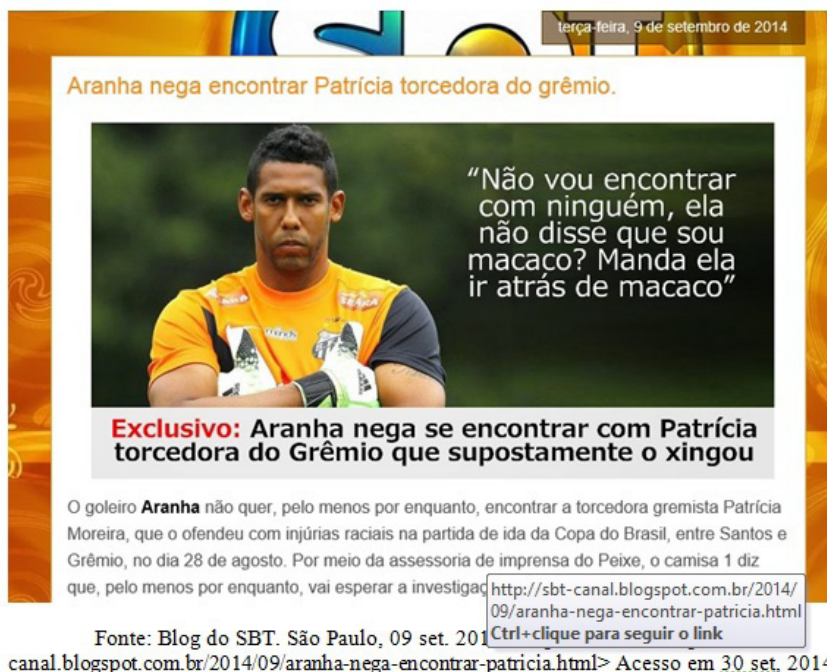 terça-feira, 9 de setembro de 2014
Aranha nega encontrar Patrícia torcedora do grêmio.
“Não vou encontrar
com ninguém, ela
não disse que sou
macaco? Manda ela
ir atrás de macaco”
SEARA
Exclusivo: Aranha nega se encontrar com Patrícia
torcedora do Grêmio que supostamente o xingou
O goleiro Aranha não quer, pelo menos por enquanto, encontrar a torcedora gremista Patrícia
Moreira, que o ofendeu com injúrias raciais na partida de ida da Copa do Brasil, entre Santos e
Grêmio, no dia 28 de agosto. Por meio da assessoria de imprensa do Peixe, o camisa 1 diz
que, pelo menos por enquanto, vai esperar a
http://sbt-canal.blogspot.com.br/2014/
09/aranha-nega-encontrar-patricia.html
Ctrl+clique para seguir o link
Fonte: Blog do SBT. São Paulo, 09 set.
canal.blogspot.com.br/2014/09/aranha-nega-encontrar-patricia.html> Acesso em 30 set, 2014